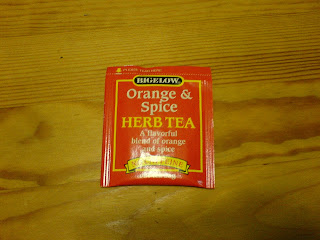 BIGELOW
Orange &
Spice
HERB TEA
A flavorful
blend of orange
and spice